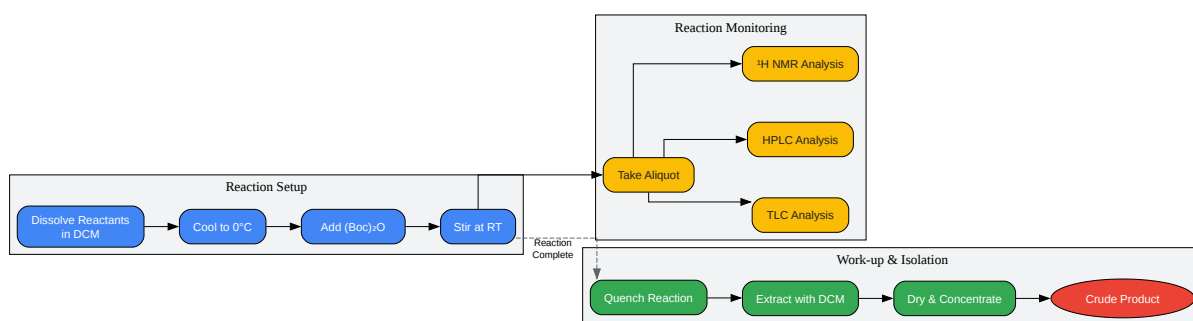 Reaction Monitoring
¹H NMR Analysis
HPLC Analysis
Take Aliquot
TLC Analysis
Reaction Setup
Dissolve Reactants
in DCM
Cool to 0°C
Add (Boc)₂O
Stir at RT
Reaction
Complete
Work-up & Isolation
Quench Reaction
Extract with DCM
Dry & Concentrate
Crude Product